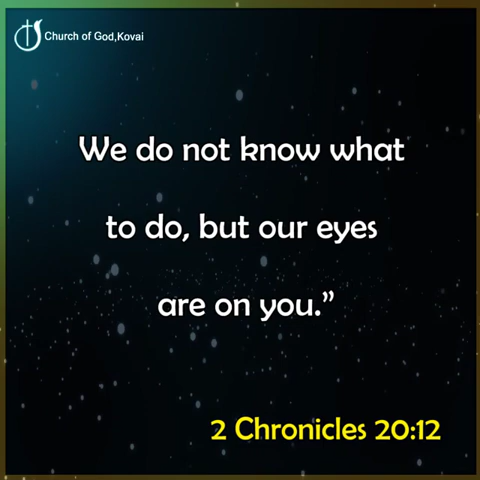 Church of God,Kovai
We do not know what
to do, but our eyes
are on you.”
2 Chronicles 20:12